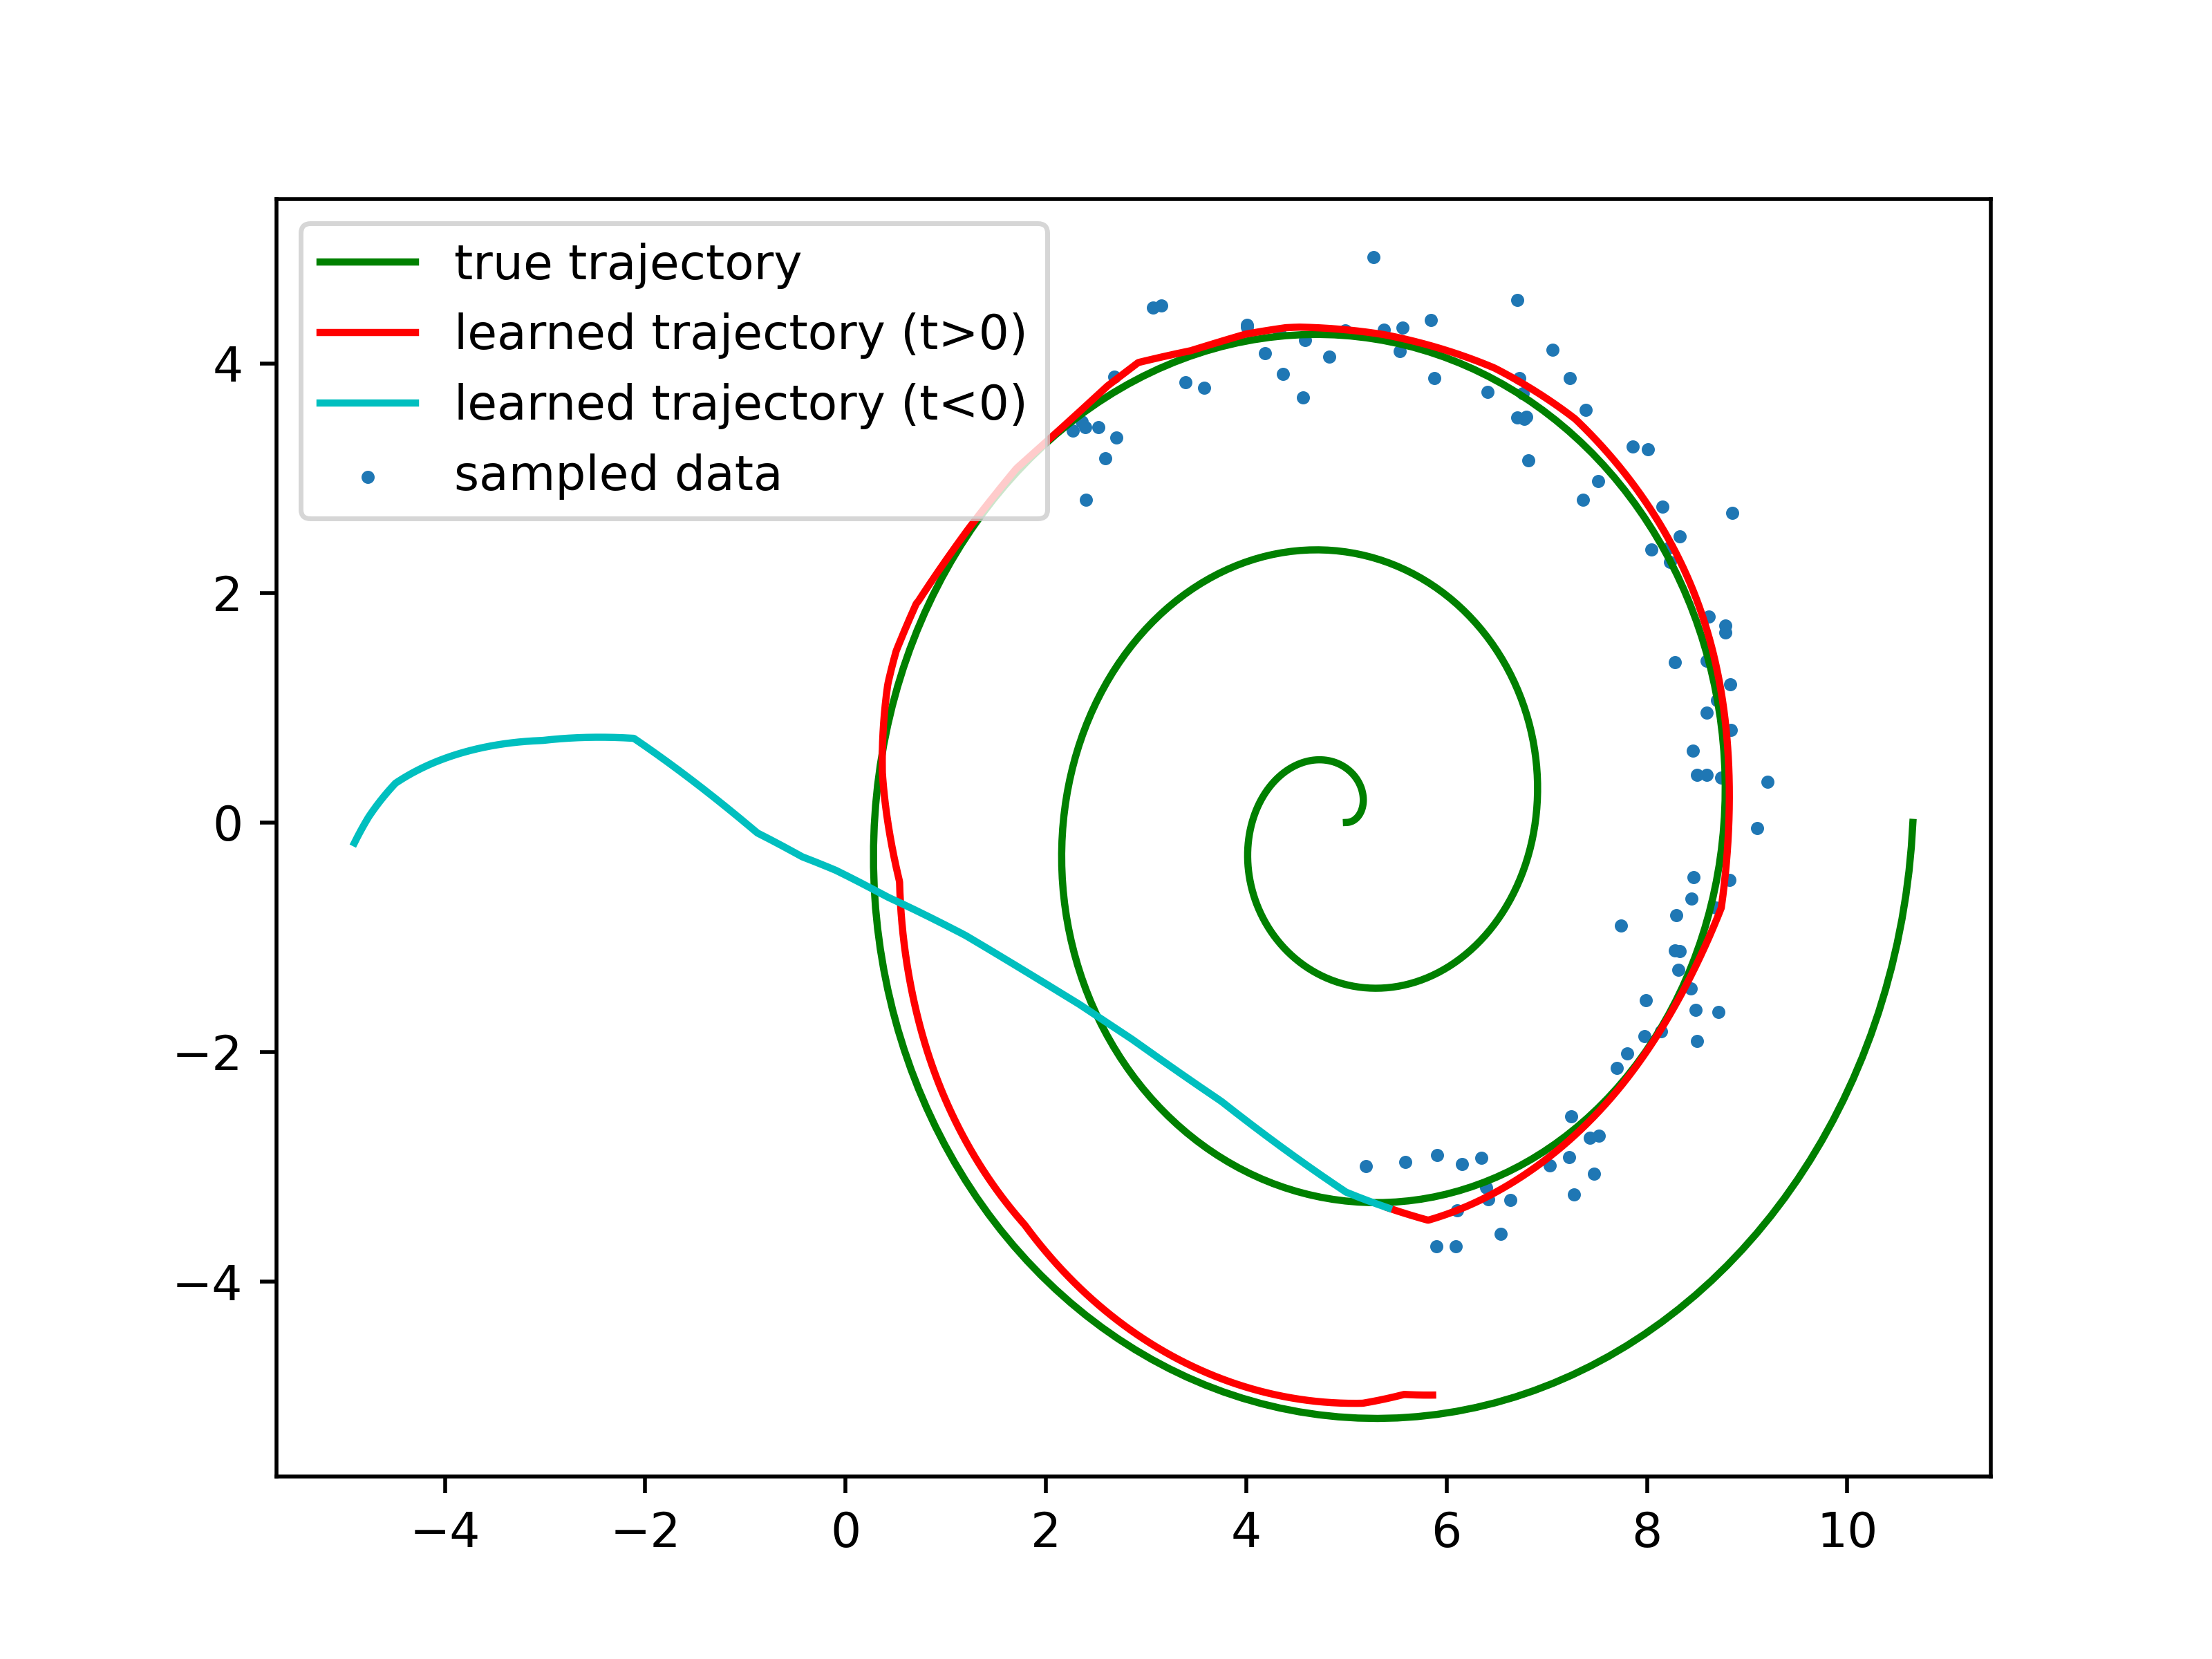 true trajectory
learned trajectory (t>0)
learned trajectory (t<0)
sampled data
4
2
0
−2
−4
−4 −2 0 2 4 6 8 10